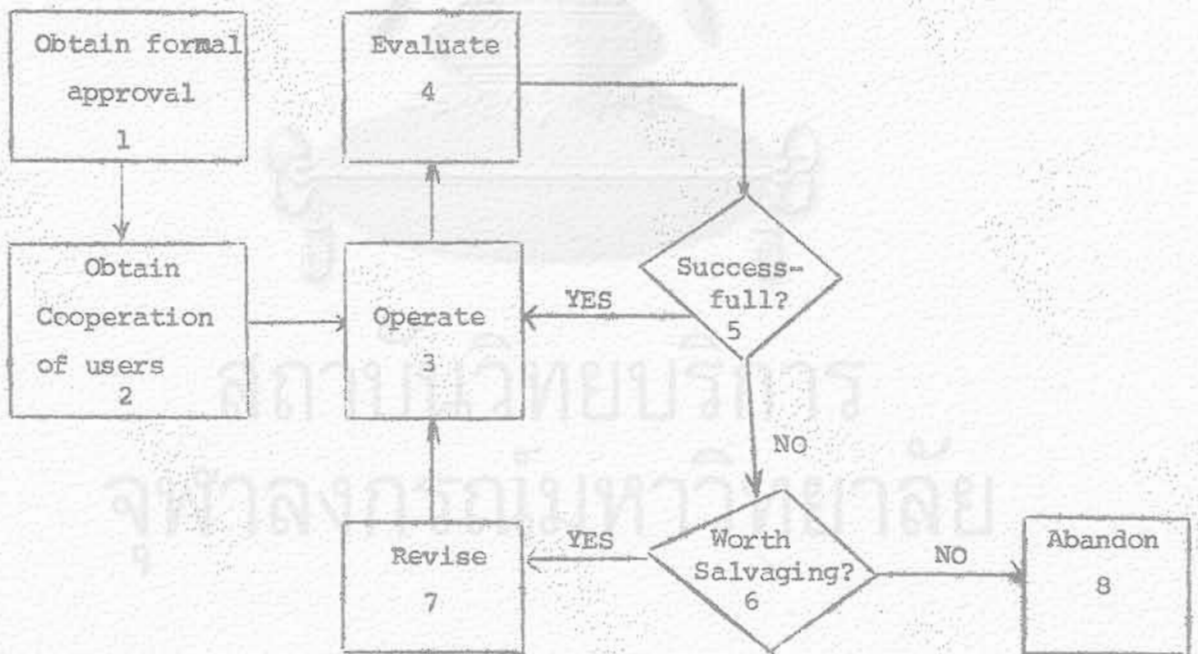 Obtain formal
approval
1
Obtain
Cooperation
of users
2
Operate
3
Evaluate
4
Success-
full?
5
YES
NO
Worth
Salvaging?
6
YES
Revise
7
NO
Abandon
8
สถาบันวิทยบริการ
จุฬาลงกรณ์มหาวิทยาลัย